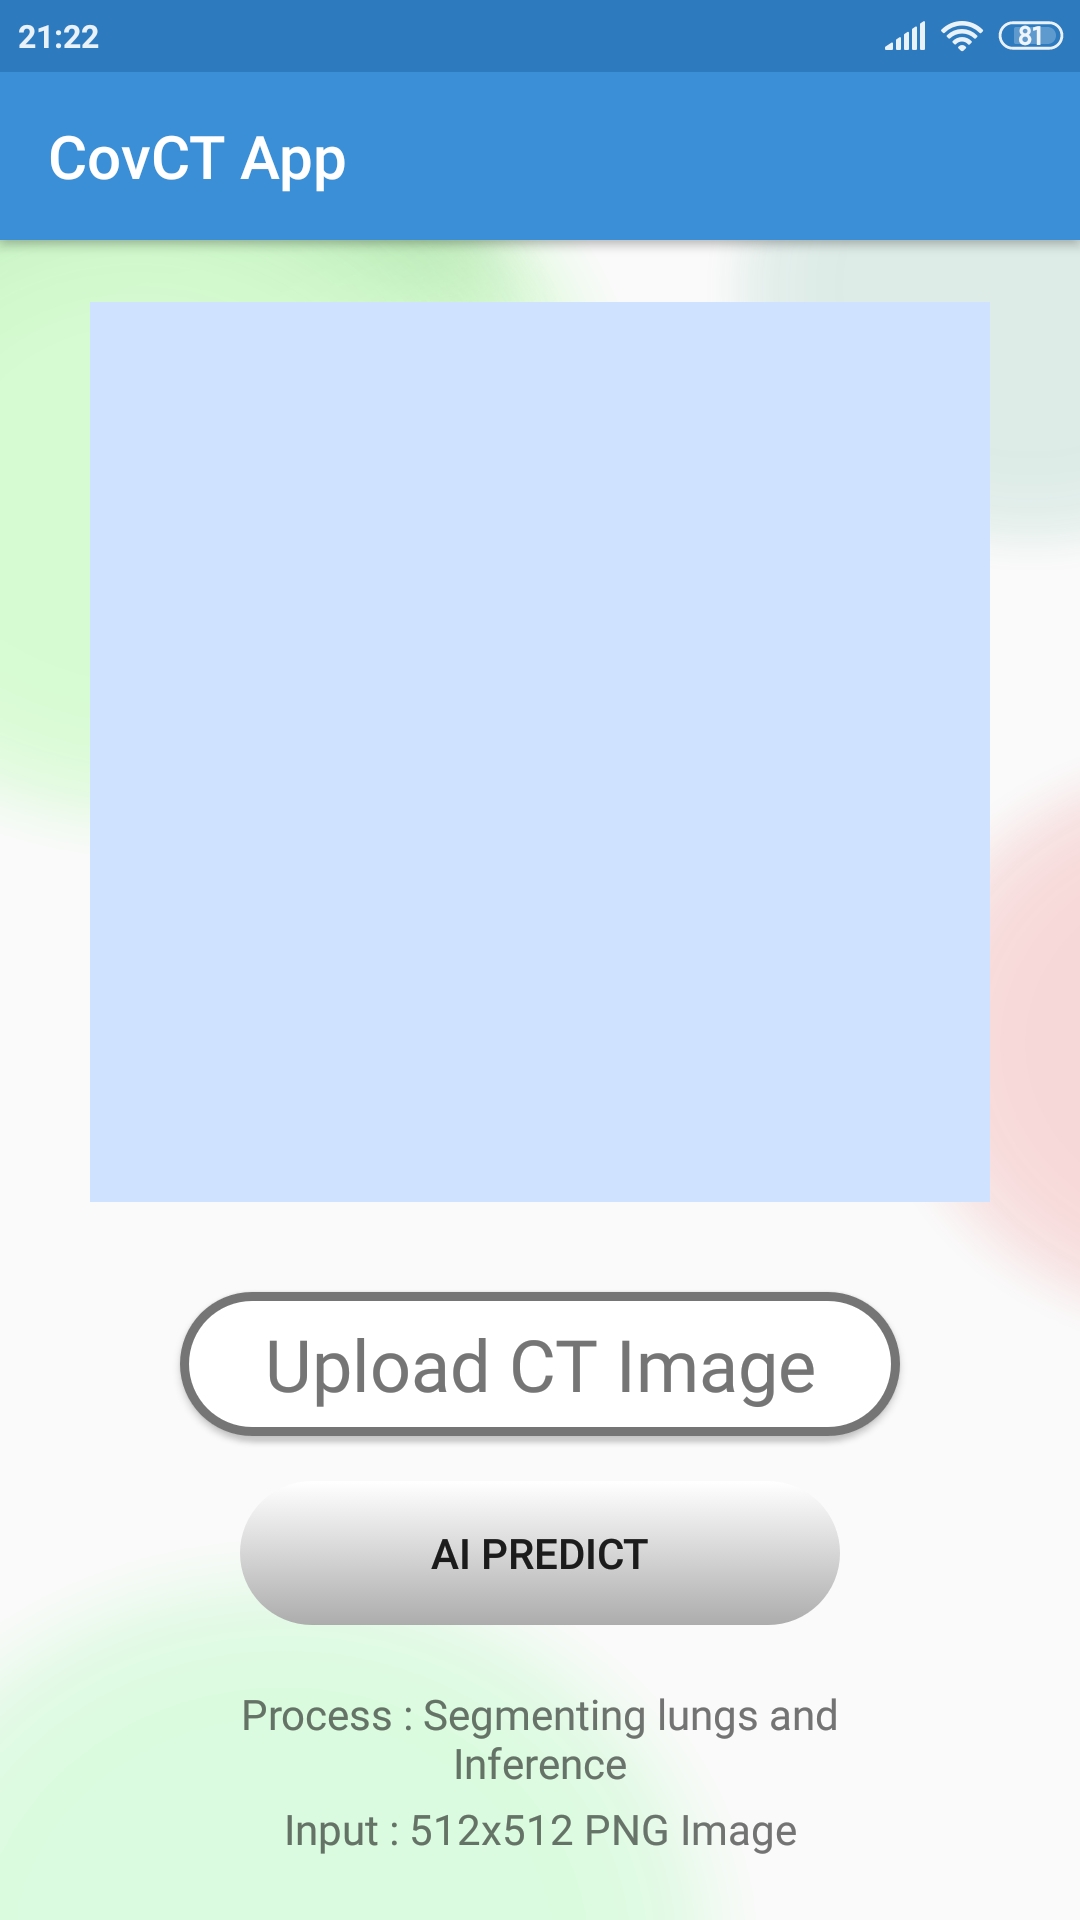 21:22 81
CovCT App
Upload CT Image
AI PREDICT
Process : Segmenting lungs and
Inference
Input : 512x512 PNG Image